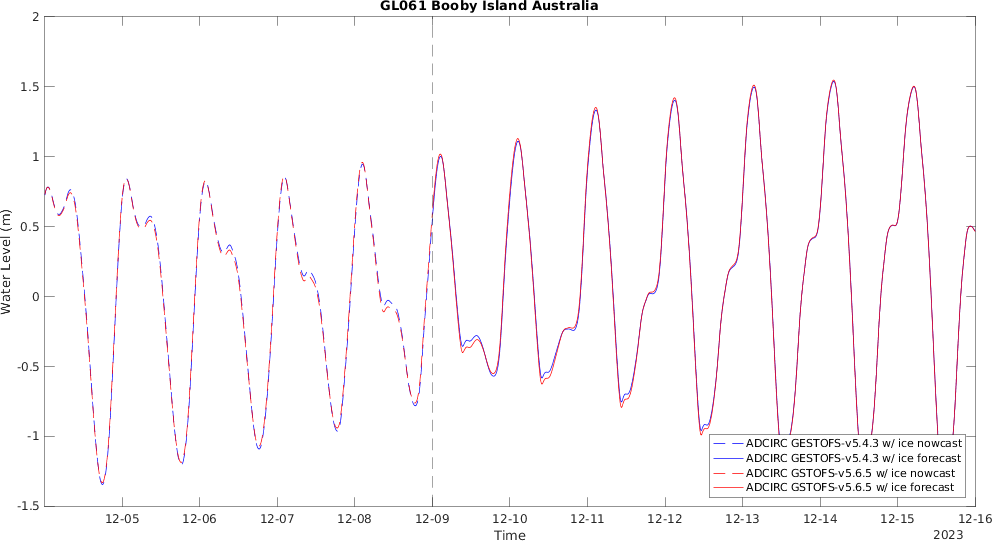 GL061 Booby Island Australia
2
1.5
1
0.5
0
-0.5
-1
-1.5
Water Level (m)
12-05 12-06 12-07 12-08 12-09 12-10 12-11 12-12 12-13 12-14 12-15 12-16
Time
2023
ADCIRC GESTOFS-v5.4.3 w/ ice nowcast
ADCIRC GESTOFS-v5.4.3 w/ ice forecast
ADCIRC GSTOFS-v5.6.5 w/ ice nowcast
ADCIRC GSTOFS-v5.6.5 w/ ice forecast